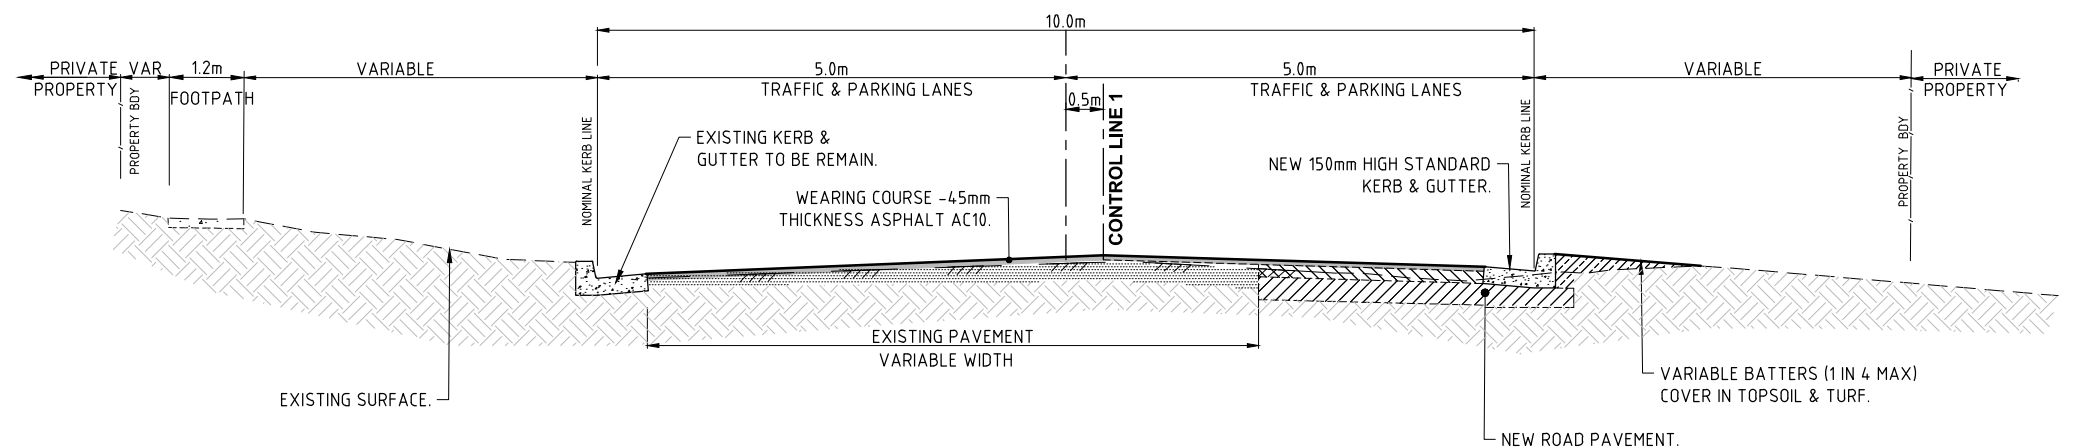 10.0m
PRIVATE
PROPERTY
VAR
1.2m
FOOTPATH
VARIABLE
5.0m
TRAFFIC & PARKING LANES
5.0m
TRAFFIC & PARKING LANES
VARIABLE
PRIVATE
PROPERTY
0.5m
PROPERTY BDY
NOMINAL KERB LINE
CONTROL LINE 1
NOMINAL KERB LINE
PROPERTY BDY
EXISTING KERB &
GUTTER TO BE REMAIN.
WEARING COURSE -45mm
THICKNESS ASPHALT AC10.
NEW 150mm HIGH STANDARD
KERB & GUTTER.
EXISTING PAVEMENT
VARIABLE WIDTH
EXISTING SURFACE.
VARIABLE BATTERS (1 IN 4 MAX)
COVER IN TOPSOIL & TURF.
NEW ROAD PAVEMENT.